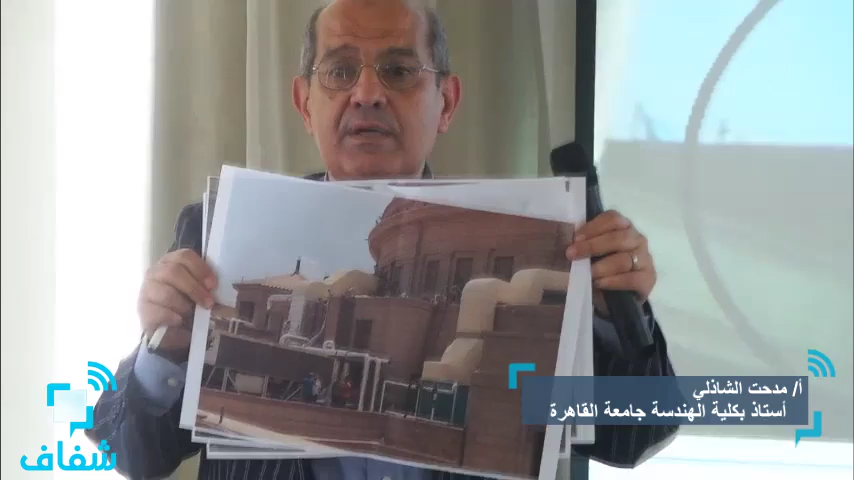 أ/ مدحت الشاذلي
أستاذ بكلية الهندسة جامعة القاهرة
شفاف